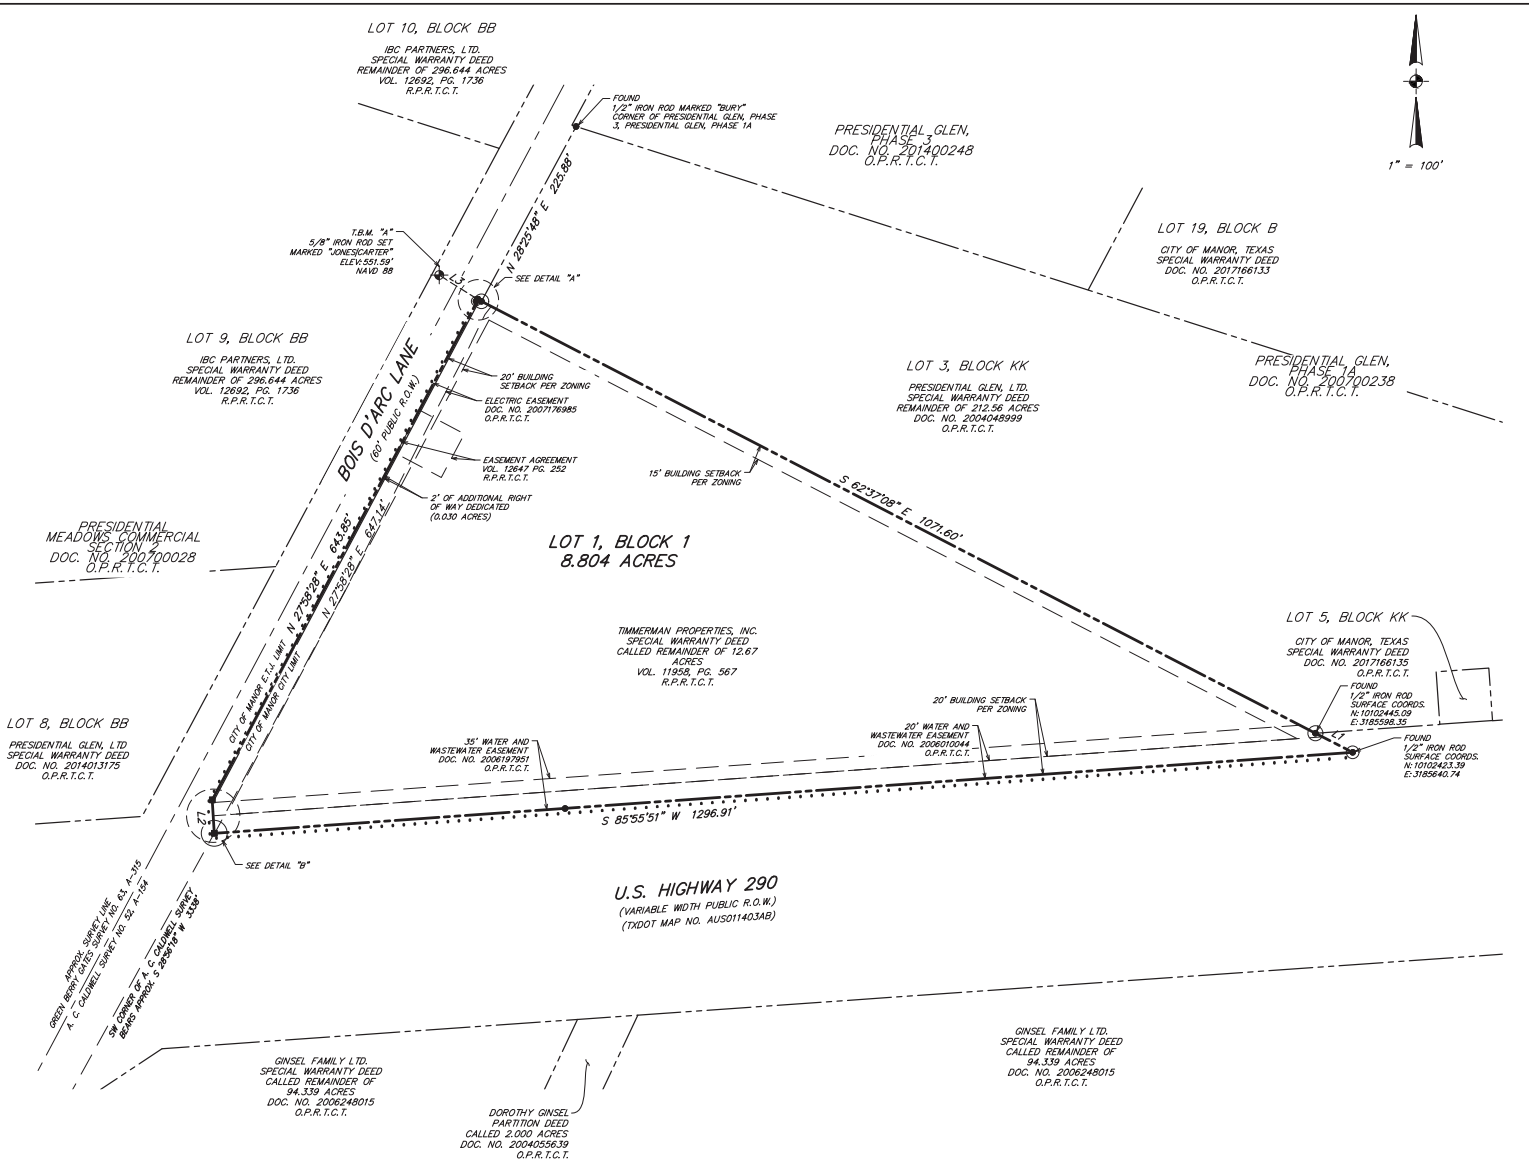 LOT 10, BLOCK BB
IBC PARTNERS, LTD.
SPECIAL WARRANTY DEED
REMAINDER OF 296.644 ACRES
VOL. 12692, PG. 1736
R.P.R.T.C.T.
FOUND
1/2" IRON ROD MARKED "BURY"
CORNER OF PRESIDENTIAL GLEN, PHASE
3, PRESIDENTIAL GLEN, PHASE 1A
PRESIDENTIAL GLEN,
PHASE 3
DOC. NO. 201400248
O.P.R.T.C.T.
1" = 100'
N 28°25'48" E 225.88'
T.B.M. "A"
5/8" IRON ROD SET
MARKED "JONES|CARTER"
ELEV:551.59'
NAVD 88
L3
SEE DETAIL "A"
LOT 19, BLOCK B
CITY OF MANOR, TEXAS
SPECIAL WARRANTY DEED
DOC. NO. 2017166133
O.P.R.T.C.T.
LOT 9, BLOCK BB
IBC PARTNERS, LTD.
SPECIAL WARRANTY DEED
REMAINDER OF 296.644 ACRES
VOL. 12692, PG. 1736
R.P.R.T.C.T.
BOIS D'ARC LANE
(60' PUBLIC R.O.W.)
20' BUILDING
SETBACK PER ZONING
ELECTRIC EASEMENT
DOC. NO. 2007176985
O.P.R.T.C.T.
EASEMENT AGREEMENT
VOL. 12647 PG. 252
R.P.R.T.C.T.
2' OF ADDITIONAL RIGHT
OF WAY DEDICATED
(0.030 ACRES)
LOT 3, BLOCK KK
PRESIDENTIAL GLEN, LTD.
SPECIAL WARRANTY DEED
REMAINDER OF 212.56 ACRES
DOC. NO. 2004048999
O.P.R.T.C.T.
PRESIDENTIAL GLEN,
PHASE 1A
DOC. NO. 200700238
O.P.R.T.C.T.
15' BUILDING SETBACK
PER ZONING
S 62°37'08" E 1071.60'
PRESIDENTIAL
MEADOWS COMMERCIAL
SECTION 2
DOC. NO. 200700028
O.P.R.T.C.T.
N 27°58'28" E 643.85'
N 27°58'28" E 647.14'
LOT 1, BLOCK 1
8.804 ACRES
TIMMERMAN PROPERTIES, INC.
SPECIAL WARRANTY DEED
CALLED REMAINDER OF 12.67
ACRES
VOL. 11958, PG. 567
R.P.R.T.C.T.
LOT 5, BLOCK KK
CITY OF MANOR, TEXAS
SPECIAL WARRANTY DEED
DOC. NO. 2017166135
O.P.R.T.C.T.
FOUND
1/2" IRON ROD
SURFACE COORDS.
N:10102445.09
E:3185598.35
L1
FOUND
1/2" IRON ROD
SURFACE COORDS.
N:10102423.39
E:3185640.74
CITY OF MANOR E.T.J. LIMIT
CITY OF MANOR CITY LIMIT
LOT 8, BLOCK BB
PRESIDENTIAL GLEN, LTD
SPECIAL WARRANTY DEED
DOC. NO. 2014013175
O.P.R.T.C.T.
35' WATER AND
WASTEWATER EASEMENT
DOC. NO. 2006197951
O.P.R.T.C.T.
20' BUILDING SETBACK
PER ZONING
20' WATER AND
WASTEWATER EASEMENT
DOC. NO. 2006010044
O.P.R.T.C.T.
L2
S 85°55'51" W 1296.91'
SEE DETAIL "B"
U.S. HIGHWAY 290
(VARIABLE WIDTH PUBLIC R.O.W.)
(TXDOT MAP NO. AUS011403AB)
APPROX. SURVEY LINE
GREEN BERRY GATES SURVEY NO. 63, A-315
A. C. CALDWELL SURVEY NO. 52, A-154
SW CORNER OF A. C. CALDWELL SURVEY
BEARS APPROX. S 28°56'18" W 3338'
GINSEL FAMILY LTD.
SPECIAL WARRANTY DEED
CALLED REMAINDER OF
94.339 ACRES
DOC. NO. 2006248015
O.P.R.T.C.T.
DOROTHY GINSEL
PARTITION DEED
CALLED 2.000 ACRES
DOC. NO. 2004055639
O.P.R.T.C.T.
GINSEL FAMILY LTD.
SPECIAL WARRANTY DEED
CALLED REMAINDER OF
94.339 ACRES
DOC. NO. 2006248015
O.P.R.T.C.T.